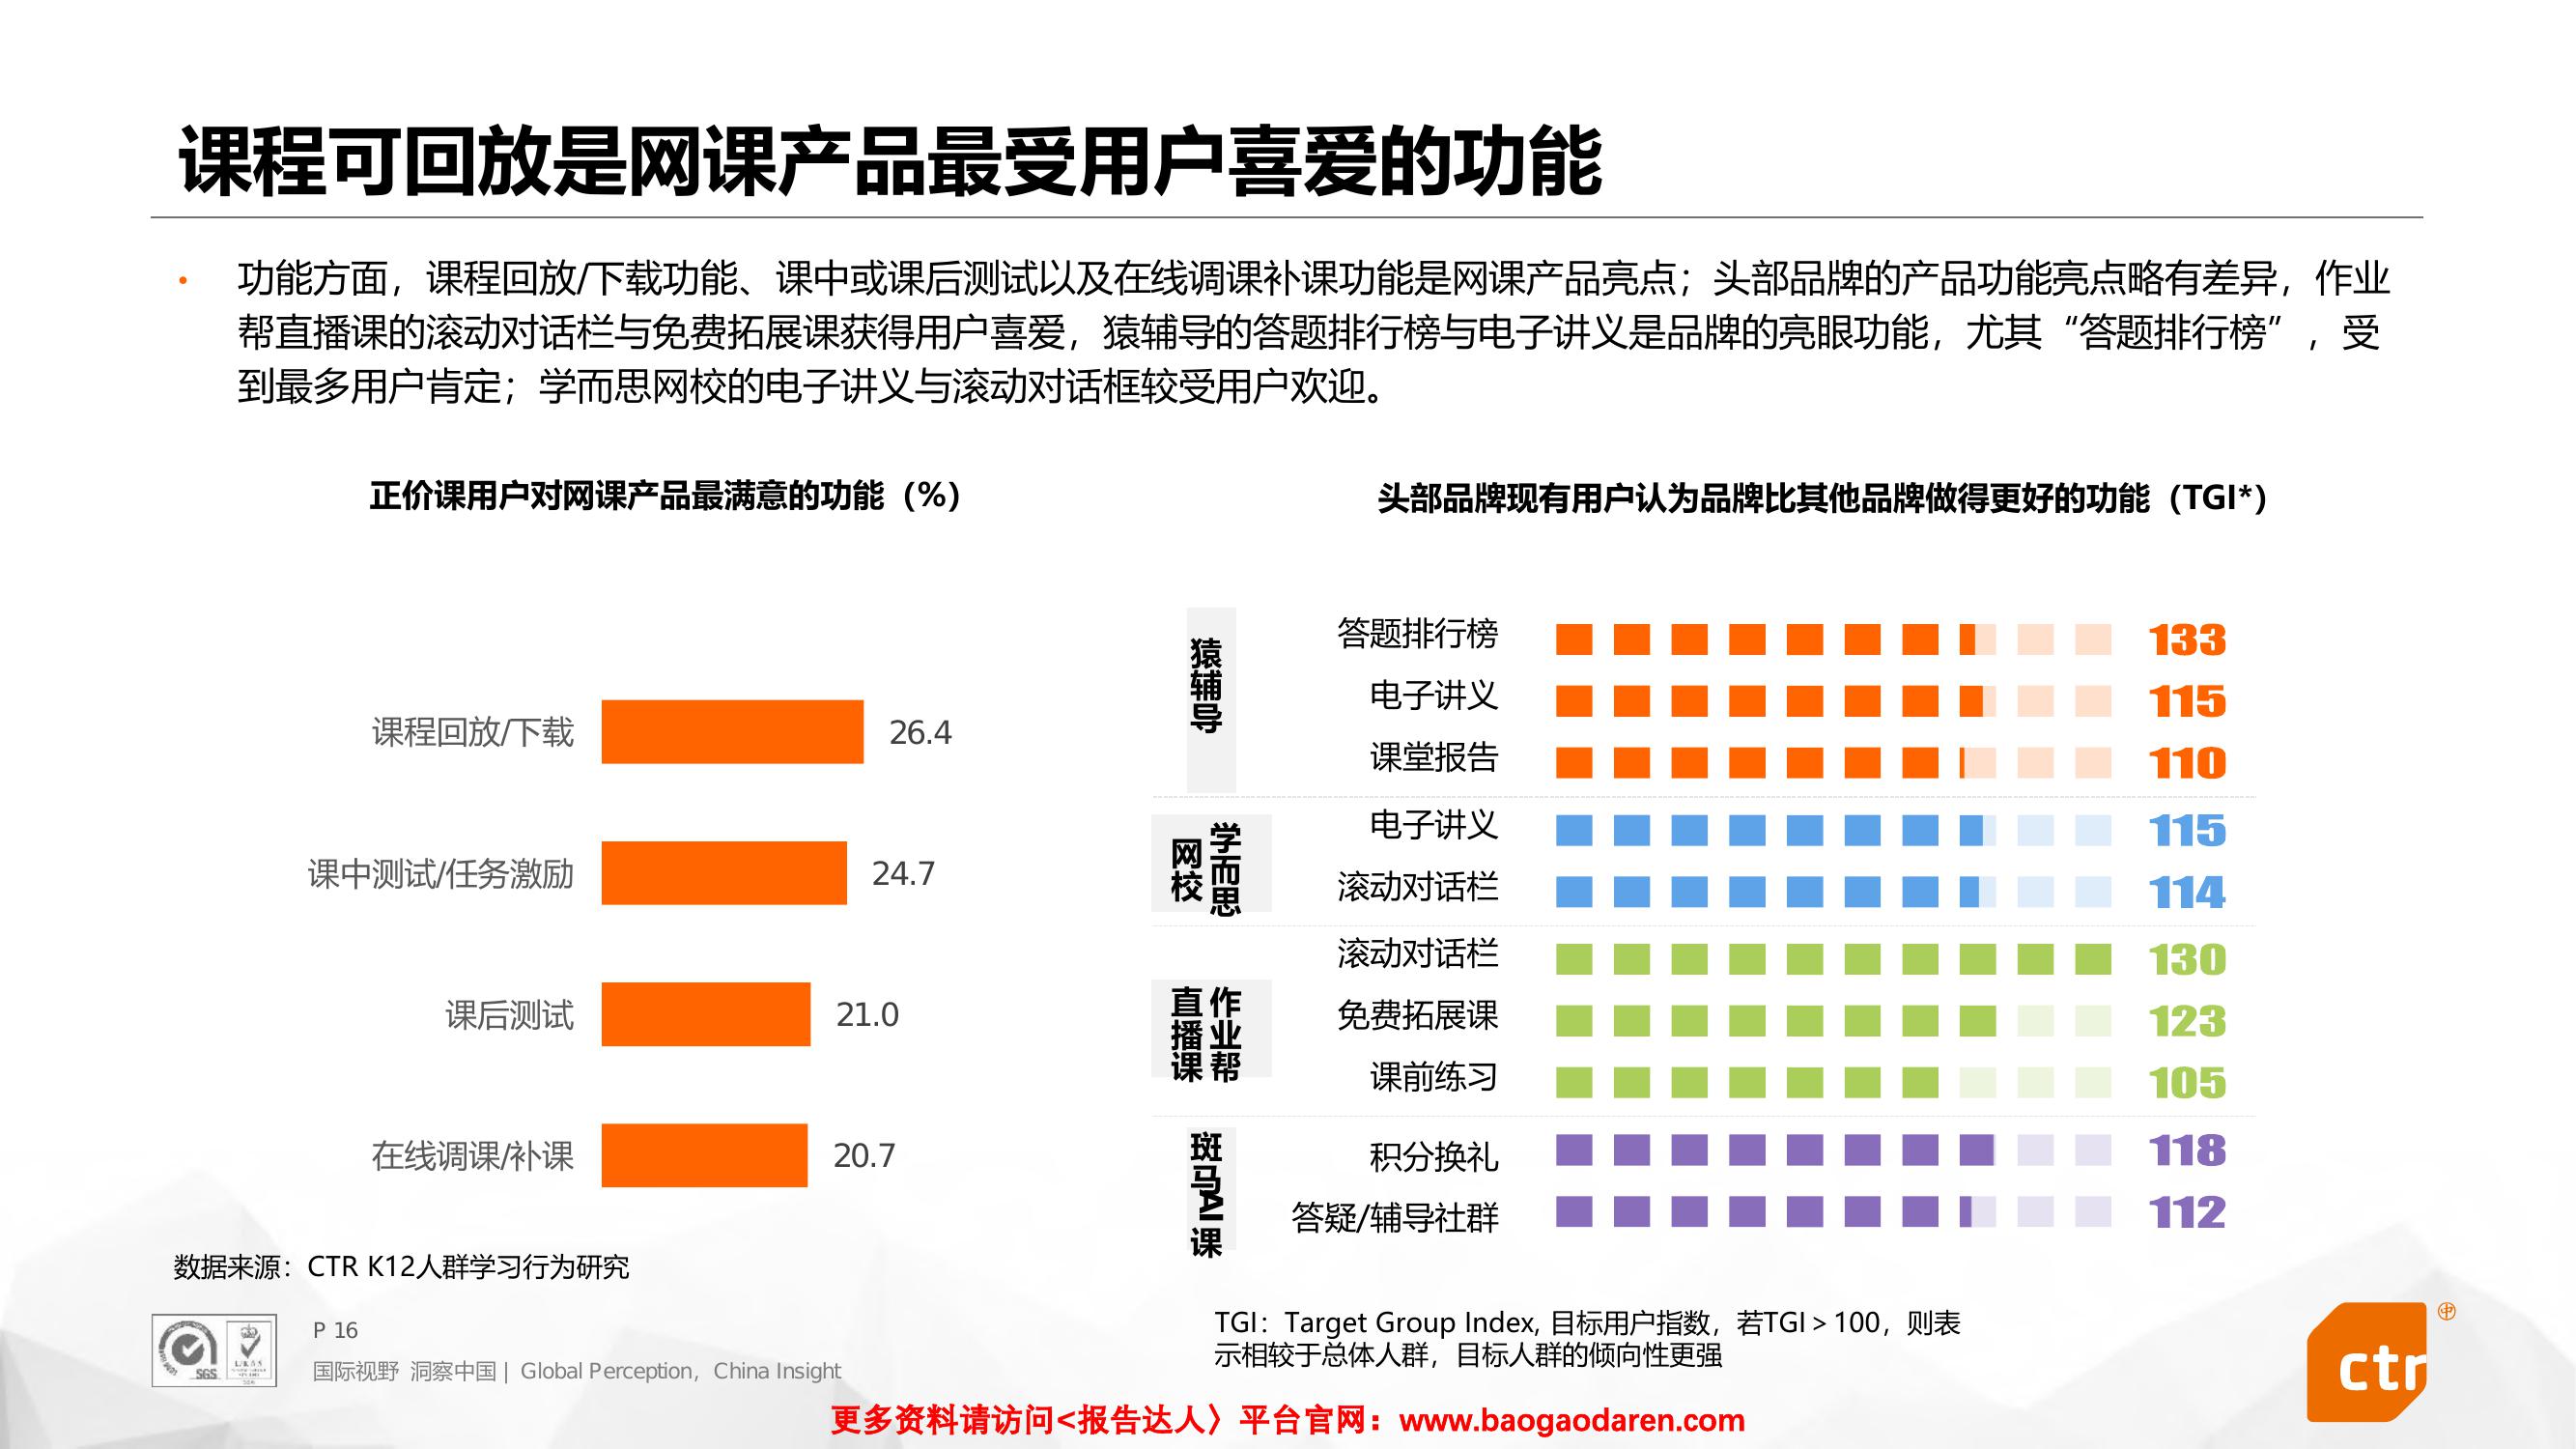 课程可回放是网课产品最受用户喜爱的功能
• 功能方面，课程回放/下载功能、课中或课后测试以及在线调课补课功能是网课产品亮点；头部品牌的产品功能亮点略有差异，作业
帮直播课的滚动对话栏与免费拓展课获得用户喜爱，猿辅导的答题排行榜与电子讲义是品牌的亮眼功能，尤其“答题排行榜”，受
到最多用户肯定；学而思网校的电子讲义与滚动对话框较受用户欢迎。
正价课用户对网课产品最满意的功能（%）
课程回放/下载 26.4
课中测试/任务激励 24.7
课后测试 21.0
在线调课/补课 20.7
数据来源：CTR K12人群学习行为研究
头部品牌现有用户认为品牌比其他品牌做得更好的功能（TGI*）
猿辅导
答题排行榜 133
电子讲义 115
课堂报告 110
学而思
网校
电子讲义 115
滚动对话栏 114
作业帮
直播课
滚动对话栏 130
免费拓展课 123
课前练习 105
斑马AI课
积分换礼 118
答疑/辅导社群 112
TGI：Target Group Index, 目标用户指数，若TGI＞100，则表
示相较于总体人群，目标人群的倾向性更强
SGS
P 16
国际视野 洞察中国 | Global Perception，China Insight
ctr
中
更多资料请访问<报告达人〉平台官网：www.baogaodaren.com